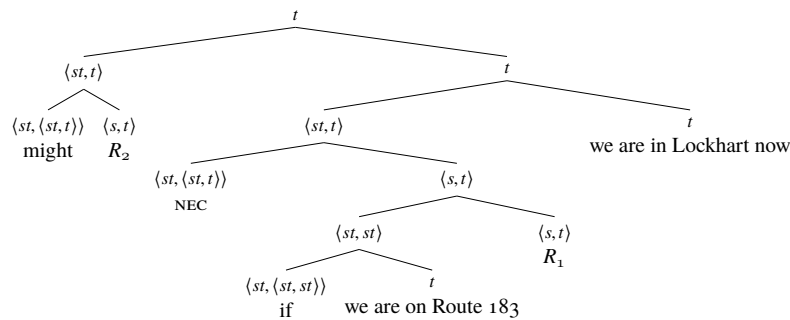 t
⟨st, t⟩ t
⟨st, ⟨st, t⟩⟩ ⟨s, t⟩ ⟨st, t⟩ t
might R₂ we are in Lockhart now
⟨st, ⟨st, t⟩⟩ ⟨s, t⟩
NEC
⟨st, st⟩ ⟨s, t⟩
R₁
⟨st, ⟨st, st⟩⟩ t
if we are on Route 183